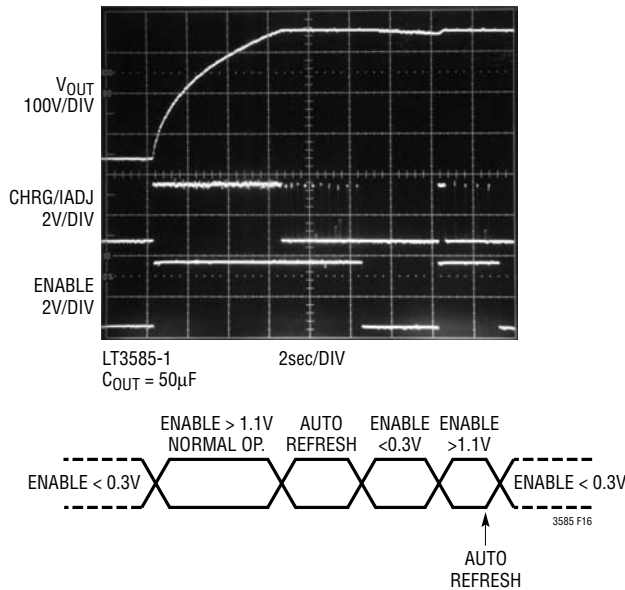 VOUT
100V/DIV
CHRG/IADJ
2V/DIV
ENABLE
2V/DIV
LT3585-1
2sec/DIV
COUT = 50µF
ENABLE > 1.1V
NORMAL OP.
AUTO
REFRESH
ENABLE
<0.3V
ENABLE
>1.1V
ENABLE < 0.3V
ENABLE < 0.3V
3585 F16
AUTO
REFRESH